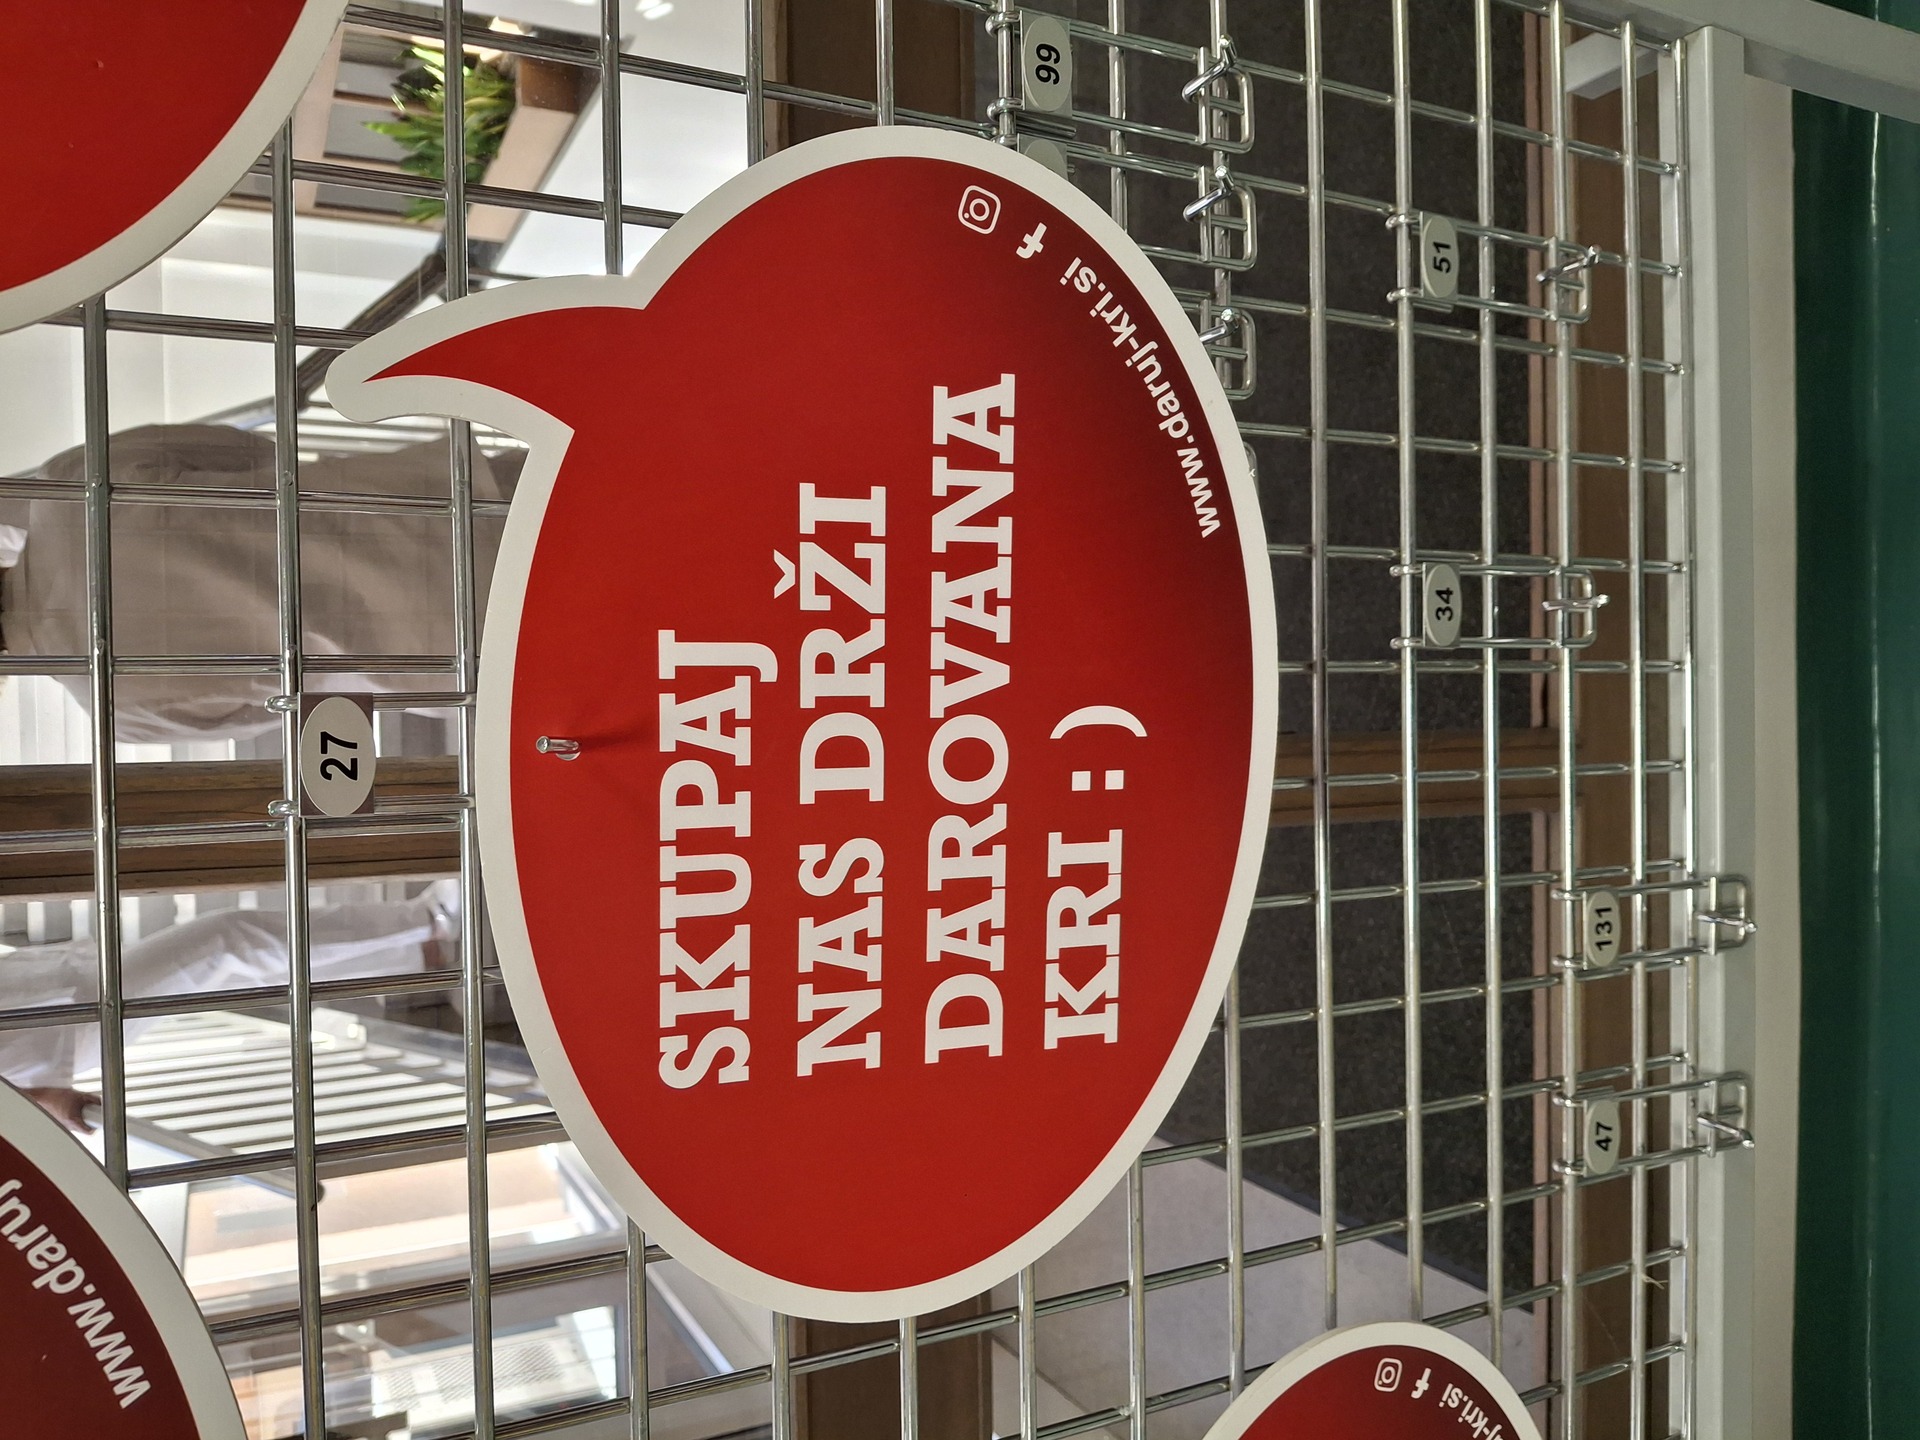 SKUPAJ
NAS DRŽI
DAROVANA
KRI :)
www.daruj-kri.si
27
99
51
34
131
47
www.daruj
j-kri.si